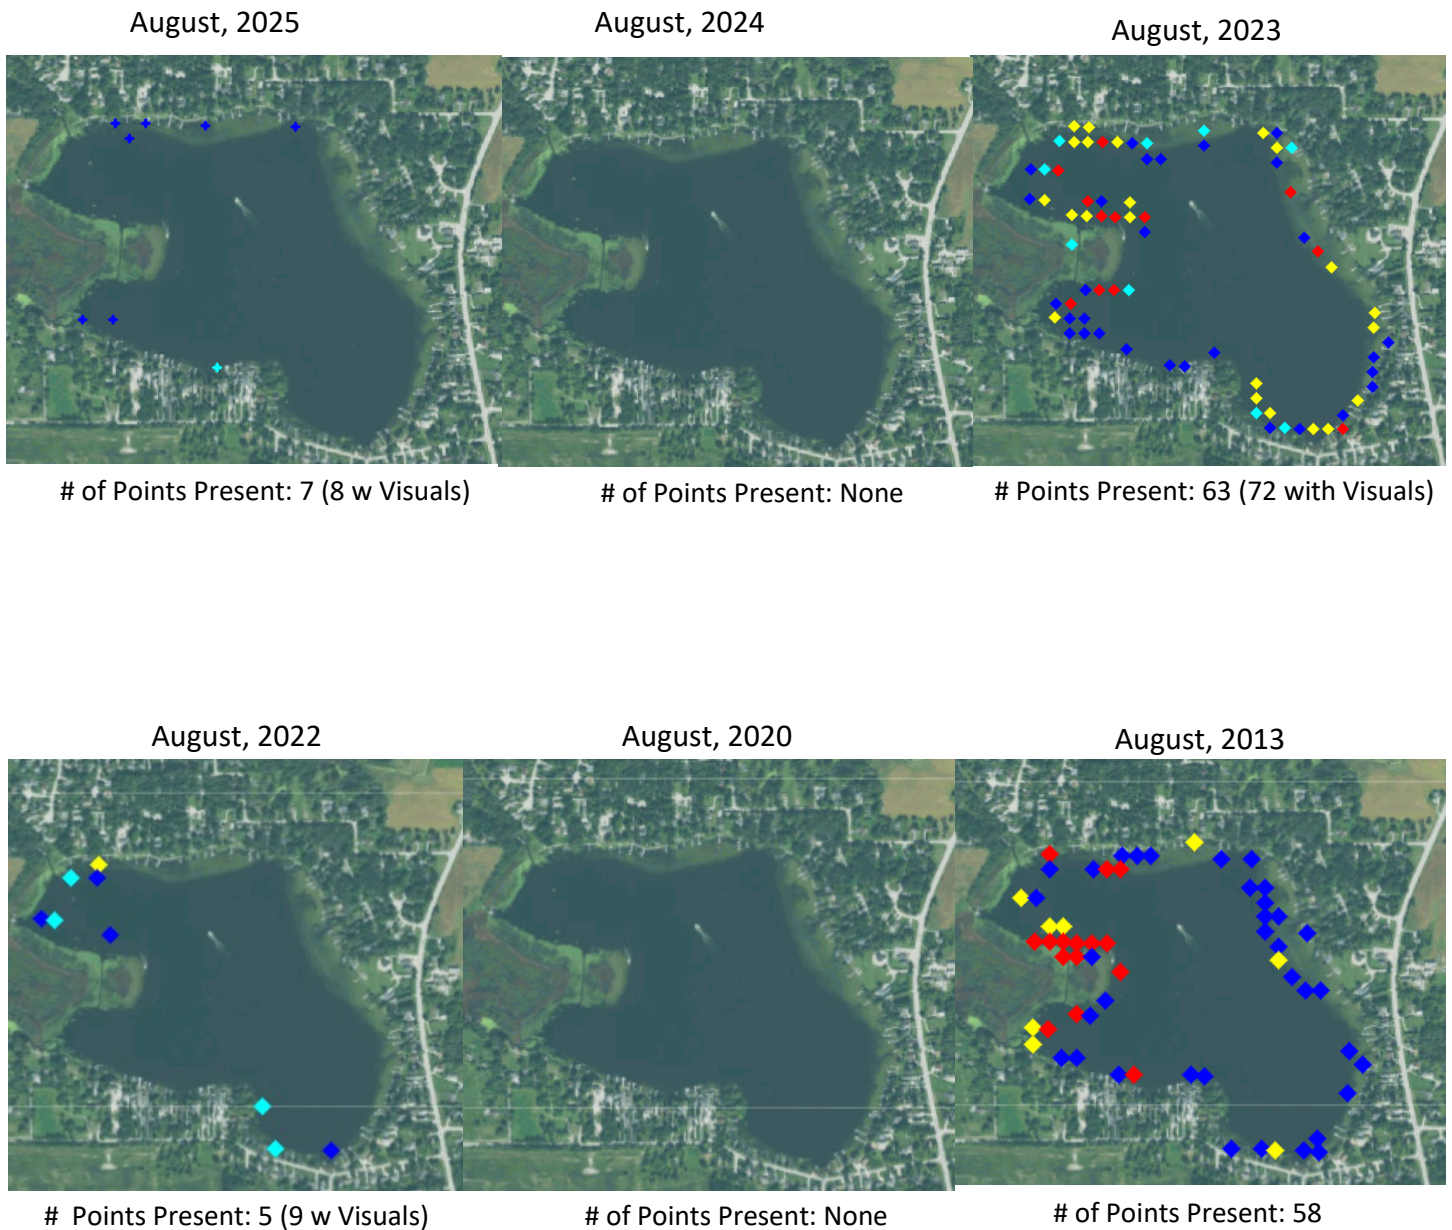 August, 2025
August, 2024
August, 2023
# of Points Present: 7 (8 w Visuals)
# of Points Present: None
# Points Present: 63 (72 with Visuals)
August, 2022
August, 2020
August, 2013
# Points Present: 5 (9 w Visuals)
# of Points Present: None
# of Points Present: 58